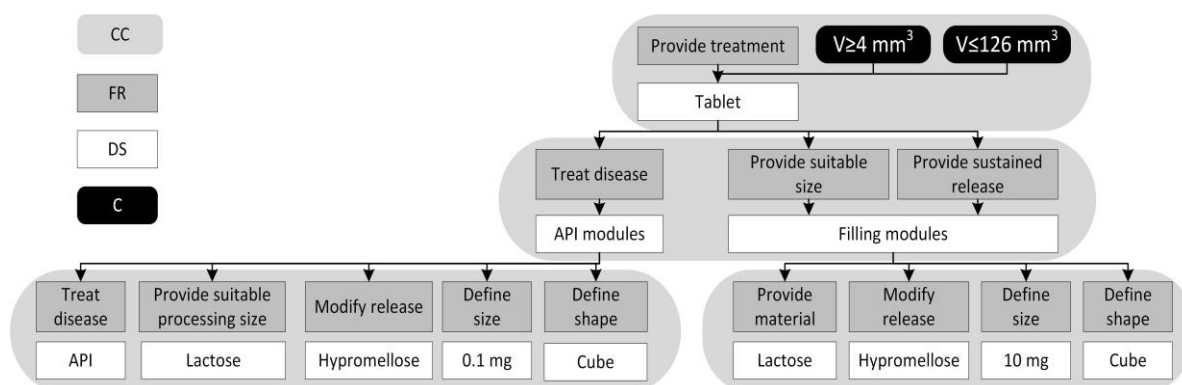 CC
FR
DS
C
Provide treatment
V≥4 mm³
V≤126 mm³
Tablet
Treat disease
Provide suitable
size
Provide sustained
release
API modules
Filling modules
Treat
disease
Provide suitable
processing size
Modify release
Define
size
Define
shape
API
Lactose
Hypromellose
0.1 mg
Cube
Provide
material
Modify
release
Define
size
Define
shape
Lactose
Hypromellose
10 mg
Cube